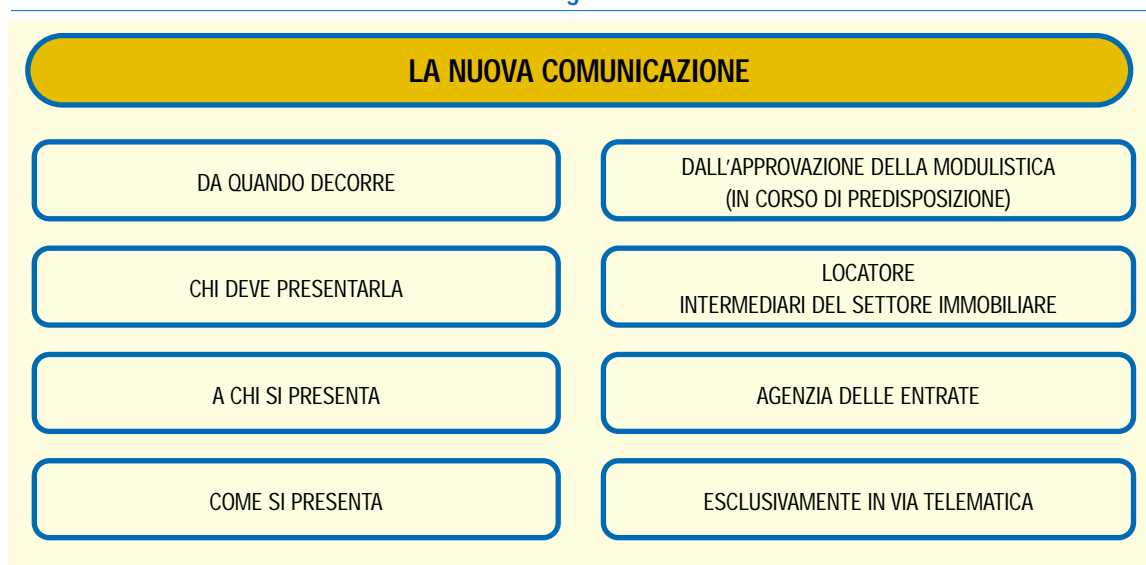 LA NUOVA COMUNICAZIONE
DA QUANDO DECORRE
DALL'APPROVAZIONE DELLA MODULISTICA
(IN CORSO DI PREDISPOSIZIONE)
CHI DEVE PRESENTARLA
LOCATORE
INTERMEDIARI DEL SETTORE IMMOBILIARE
A CHI SI PRESENTA
AGENZIA DELLE ENTRATE
COME SI PRESENTA
ESCLUSIVAMENTE IN VIA TELEMATICA